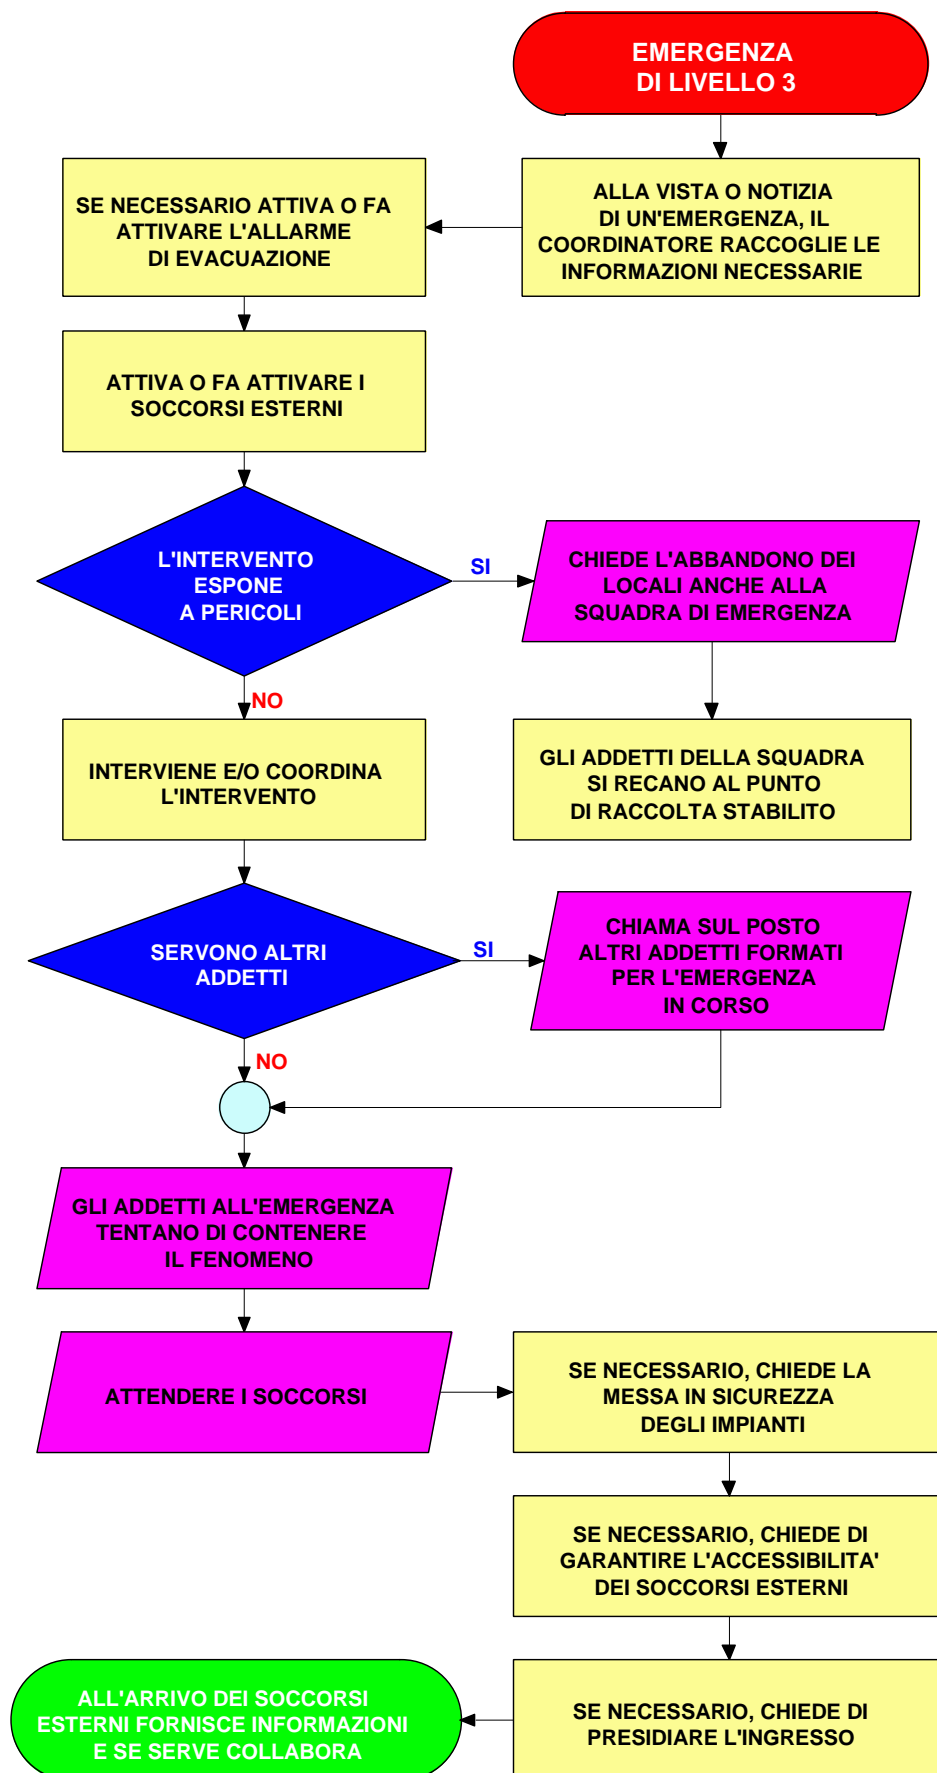 EMERGENZA
DI LIVELLO 3
ALLA VISTA O NOTIZIA
DI UN'EMERGENZA, IL
COORDINATORE RACCOGLIE LE
INFORMAZIONI NECESSARIE
SE NECESSARIO ATTIVA O FA
ATTIVARE L'ALLARME
DI EVACUAZIONE
ATTIVA O FA ATTIVARE I
SOCCORSI ESTERNI
L'INTERVENTO
ESPONE
A PERICOLI
SI
CHIEDE L'ABBANDONO DEI
LOCALI ANCHE ALLA
SQUADRA DI EMERGENZA
GLI ADDETTI DELLA SQUADRA
SI RECANO AL PUNTO
DI RACCOLTA STABILITO
NO
INTERVIENE E/O COORDINA
L'INTERVENTO
SERVONO ALTRI
ADDETTI
SI
CHIAMA SUL POSTO
ALTRI ADDETTI FORMATI
PER L'EMERGENZA
IN CORSO
NO
GLI ADDETTI ALL'EMERGENZA
TENTANO DI CONTENERE
IL FENOMENO
ATTENDERE I SOCCORSI
SE NECESSARIO, CHIEDE LA
MESSA IN SICUREZZA
DEGLI IMPIANTI
SE NECESSARIO, CHIEDE DI
GARANTIRE L'ACCESSIBILITA'
DEI SOCCORSI ESTERNI
SE NECESSARIO, CHIEDE DI
PRESIDIARE L'INGRESSO
ALL'ARRIVO DEI SOCCORSI
ESTERNI FORNISCE INFORMAZIONI
E SE SERVE COLLABORA